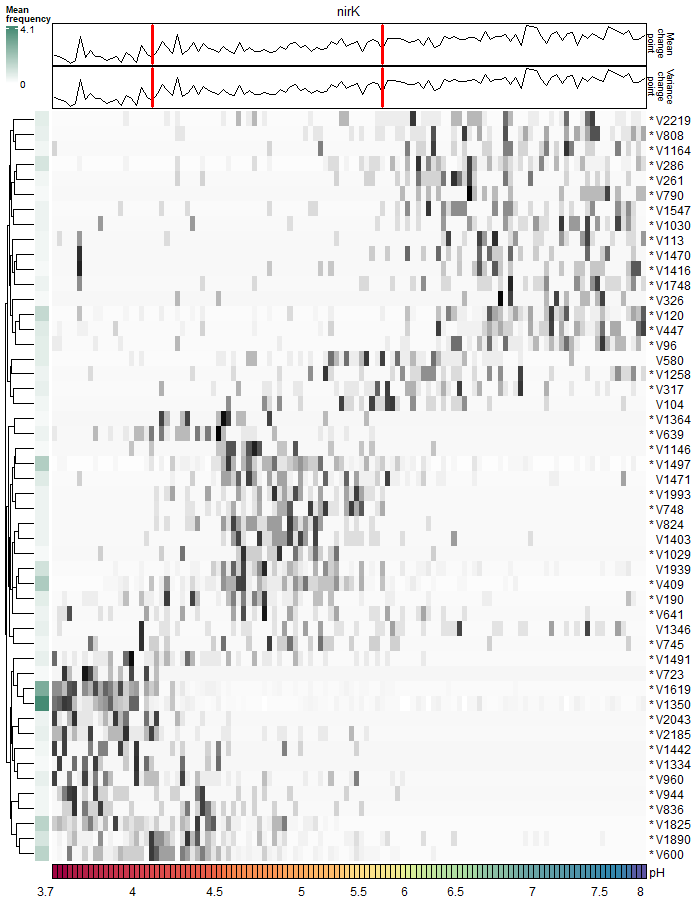 Mean
frequency
4.1
0
nirK
Mean
change
point
Variance
change
point
* V2219
* V808
* V1164
* V286
* V261
* V790
* V1547
* V1030
* V113
* V1470
* V1416
* V1748
* V326
* V120
* V447
* V96
V580
* V1258
* V317
V104
* V1364
* V639
* V1146
* V1497
V1471
* V1993
* V748
* V824
V1403
* V1029
* V1939
* V409
* V190
* V641
* V1346
* V745
* V1491
* V723
* V1619
* V1350
* V2043
* V2185
* V1442
* V1334
* V960
* V944
* V836
* V1825
* V1890
* V600
pH
3.7 4 4.5 5 5.5 6 6.5 7 7.5 8